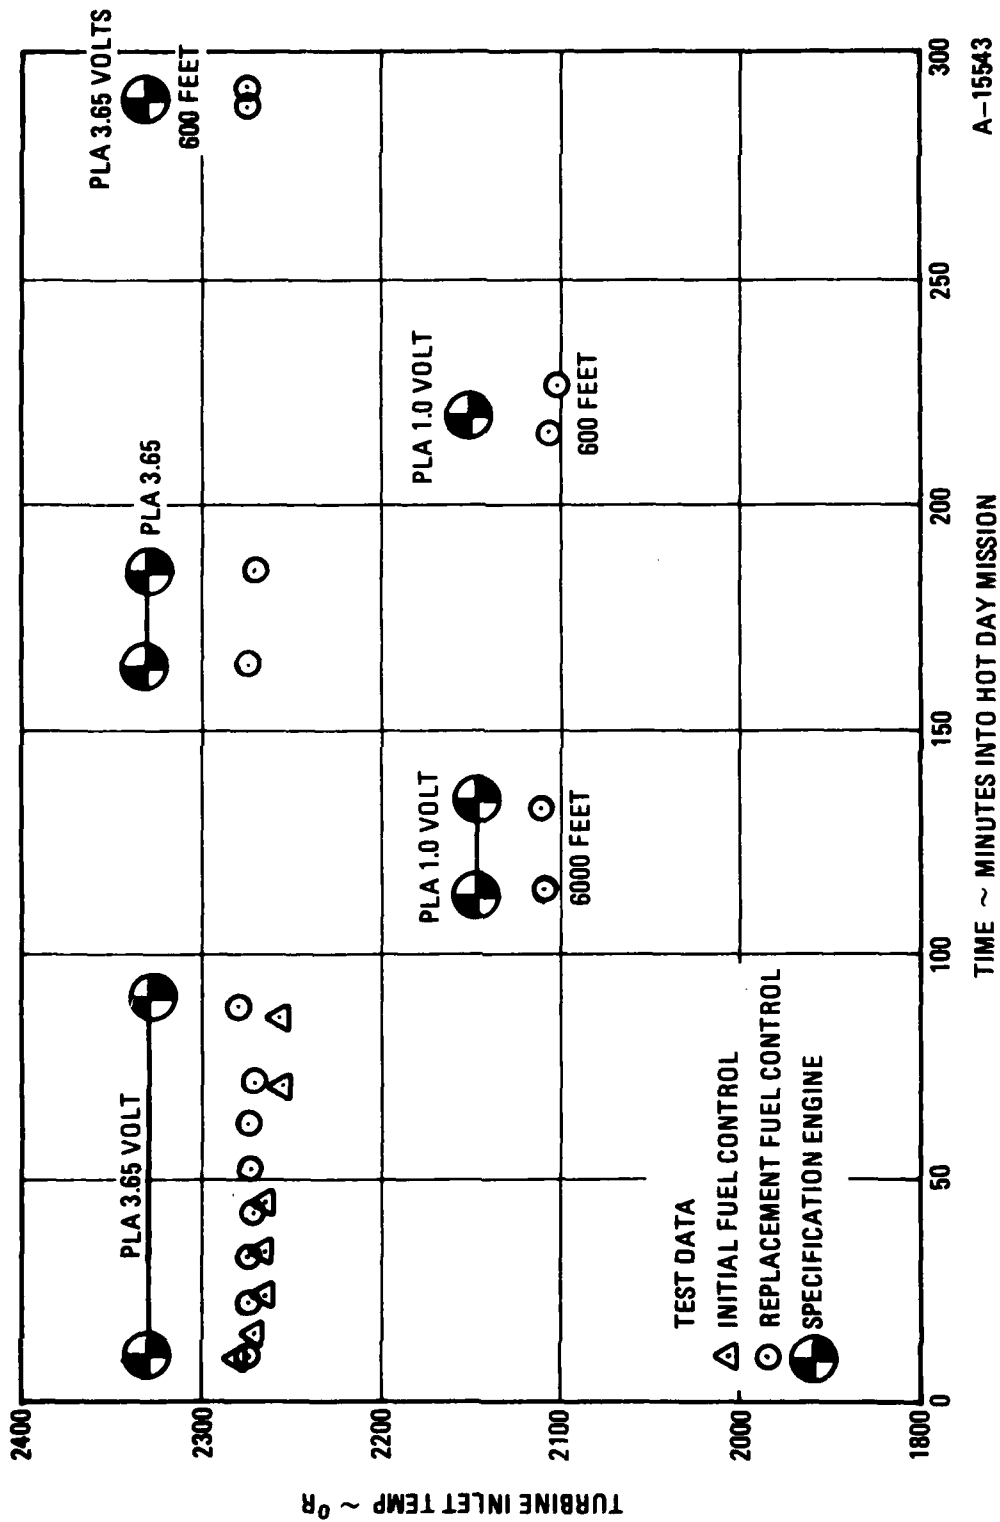 PLA 3.65 VOLTS
600 FEET
PLA 3.65 VOLT
PLA 3.65
PLA 1.0 VOLT
6000 FEET
PLA 1.0 VOLT
600 FEET
TEST DATA
INITIAL FUEL CONTROL
REPLACEMENT FUEL CONTROL
SPECIFICATION ENGINE
TURBINE INLET TEMP ~ ⁰R
2400
2300
2200
2100
2000
1800
0
50
100
150
200
250
300
TIME ~ MINUTES INTO HOT DAY MISSION
A-15543